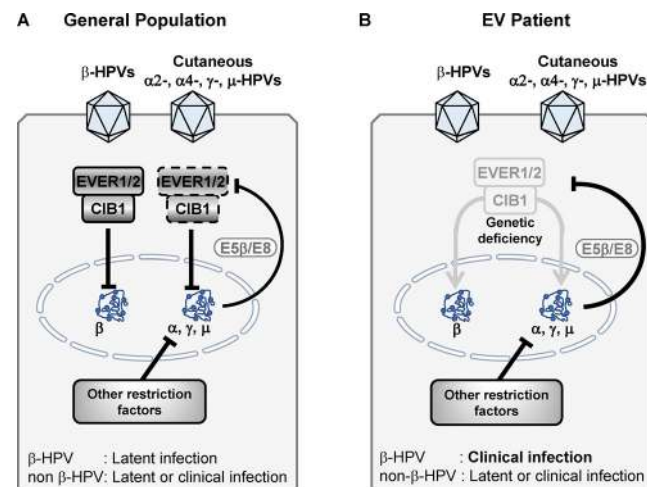 A General Population
β-HPVs
Cutaneous
α2-, α4-, γ-, μ-HPVs
EVER1/2
CIB1
EVER1/2
CIB1
E5β/E8
β
α, γ, μ
Other restriction
factors
β-HPV : Latent infection
non β-HPV: Latent or clinical infection
B EV Patient
β-HPVs
Cutaneous
α2-, α4-, γ-, μ-HPVs
EVER1/2
CIB1
Genetic
deficiency
E5β/E8
β
α, γ, μ
Other restriction
factors
β-HPV : Clinical infection
non-β-HPV : Latent or clinical infection